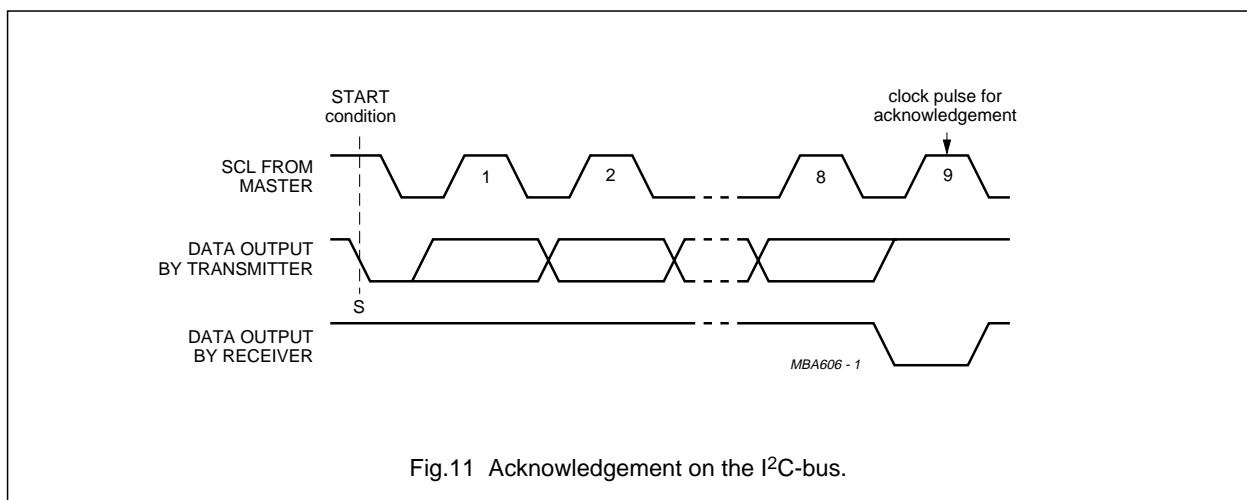 START
condition
clock pulse for
acknowledgement
SCL FROM
MASTER
1
2
8
9
DATA OUTPUT
BY TRANSMITTER
S
DATA OUTPUT
BY RECEIVER
MBA606 - 1
Fig.11 Acknowledgement on the I²C-bus.